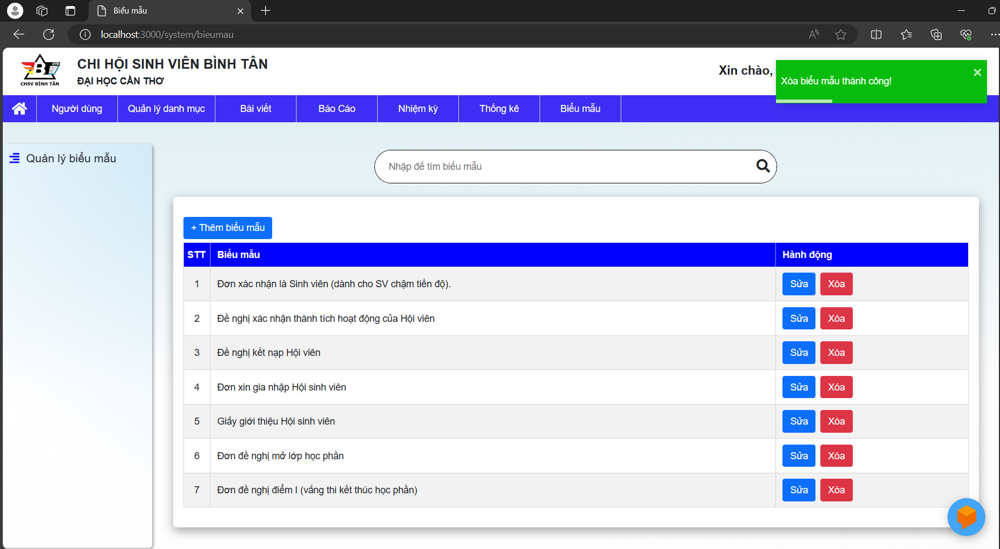 Biểu mẫu
localhost:3000/system/bieumau
CTU
B
CHSV BÌNH TÂN
CHI HỘI SINH VIÊN BÌNH TÂN
ĐẠI HỌC CẦN THƠ
Xin chào,
Xóa biểu mẫu thành công!
Người dùng
Quản lý danh mục
Bài viết
Báo Cáo
Nhiệm kỳ
Thống kê
Biểu mẫu
Quản lý biểu mẫu
Nhập để tìm biểu mẫu
+ Thêm biểu mẫu
STT Biểu mẫu Hành động
1 Đơn xác nhận là Sinh viên (dành cho SV chậm tiến độ). Sửa Xóa
2 Đề nghị xác nhận thành tích hoạt động của Hội viên Sửa Xóa
3 Đề nghị kết nạp Hội viên Sửa Xóa
4 Đơn xin gia nhập Hội sinh viên Sửa Xóa
5 Giấy giới thiệu Hội sinh viên Sửa Xóa
6 Đơn đề nghị mở lớp học phần Sửa Xóa
7 Đơn đề nghị điểm I (vắng thi kết thúc học phần) Sửa Xóa